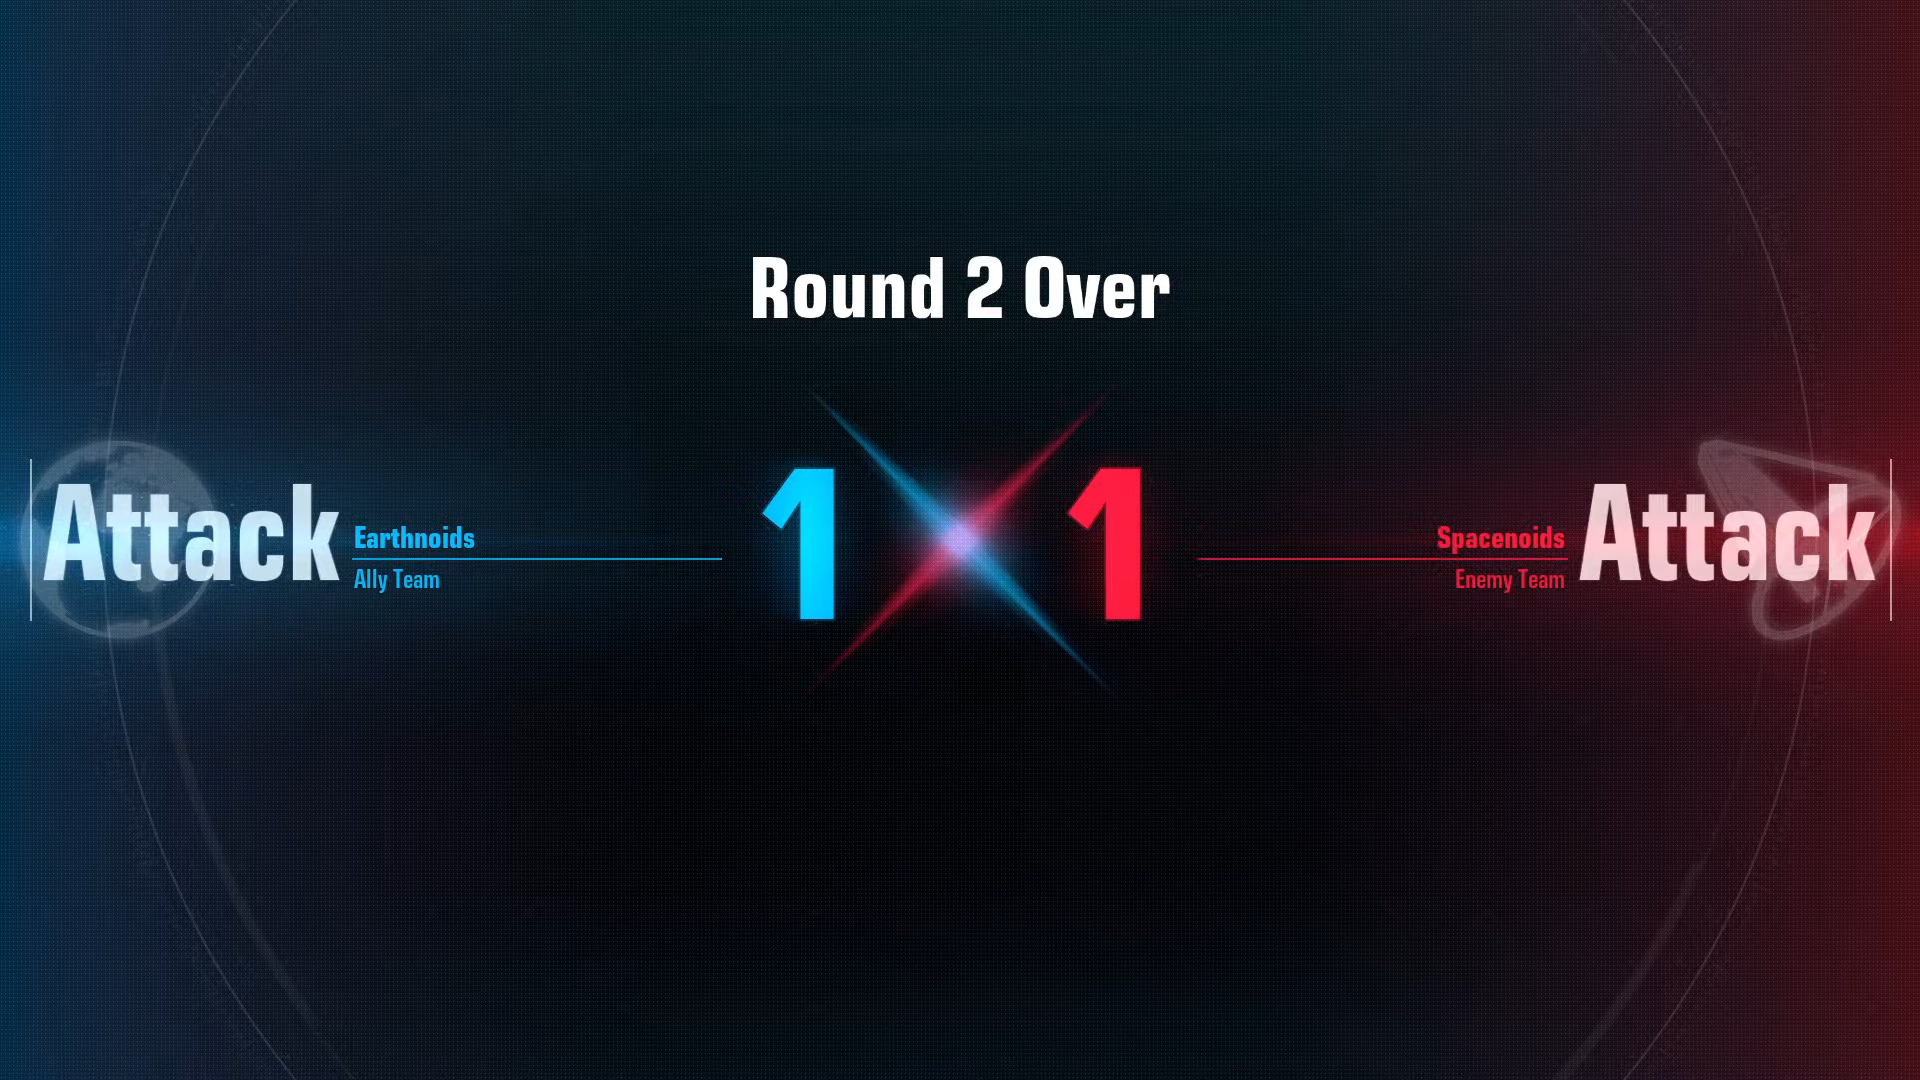 Round 2 Over
1 1
Attack
Earthnoids
Ally Team
Spacenoids
Enemy Team
Attack